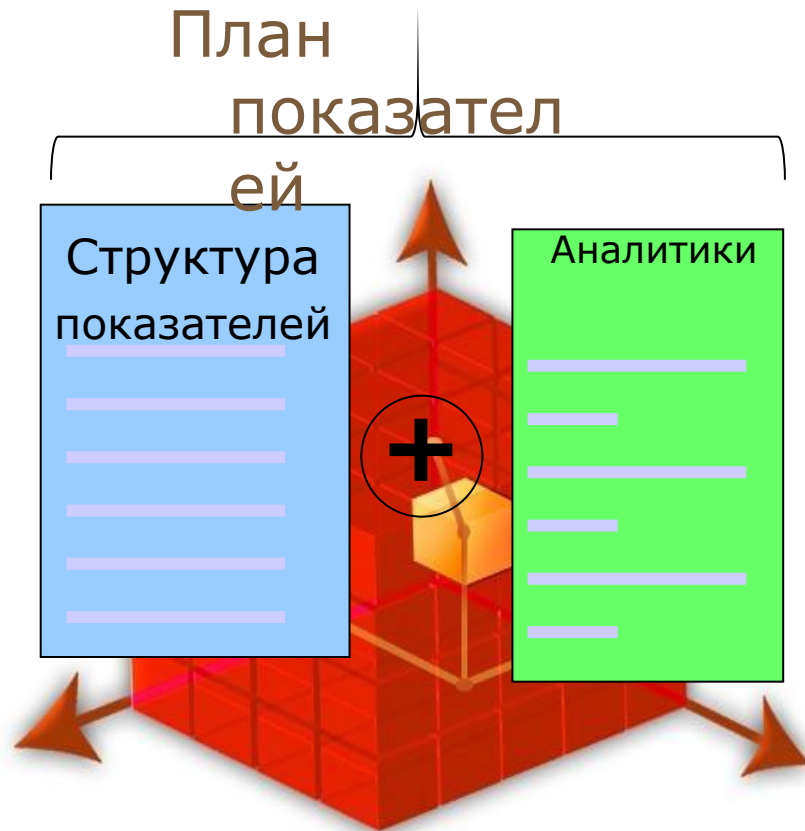 План
показател
ей
Структура
показателей
Аналитики
+